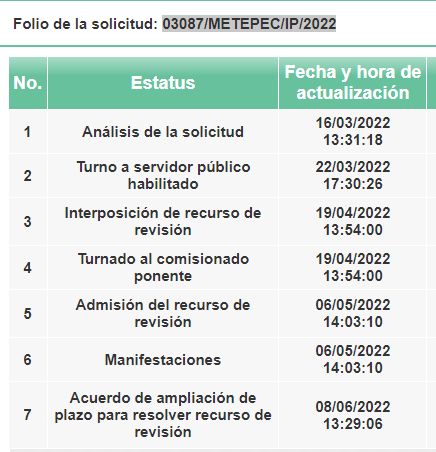 Folio de la solicitud: 03087/METEPEC/IP/2022
No. Estatus Fecha y hora de
actualización
1 Análisis de la solicitud 16/03/2022
13:31:18
2 Turno a servidor público
habilitado 22/03/2022
17:30:26
3 Interposición de recurso de
revisión 19/04/2022
13:54:00
4 Turnado al comisionado
ponente 19/04/2022
13:54:00
5 Admisión del recurso de
revisión 06/05/2022
14:03:10
6 Manifestaciones 06/05/2022
14:03:10
7 Acuerdo de ampliación de
plazo para resolver recurso de
revisión 08/06/2022
13:29:06